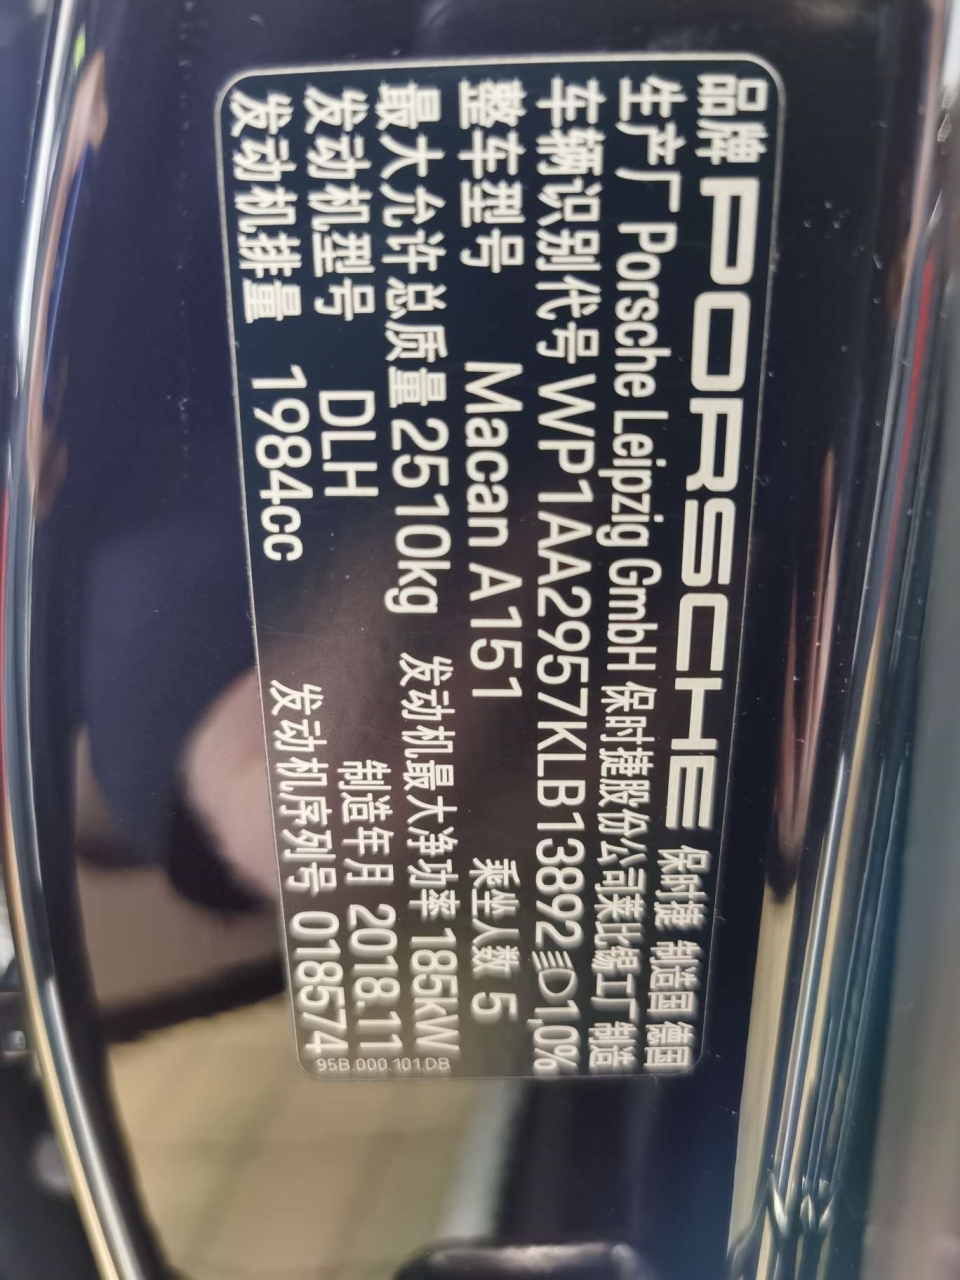 品牌 PORSCHE 保时捷 制造国 德国
生产厂 Porsche Leipzig GmbH 保时捷股份公司莱比锡工厂制造
车辆识别代号 WP1AA2957KLB13892 1,0%
整车型号 Macan A151 乘坐人数 5
最大允许总质量 2510kg 发动机最大净功率 185kW
发动机型号 DLH 制造年月 2018.11
发动机排量 1984cc 发动机序列号 018574
95B.000.101.DB